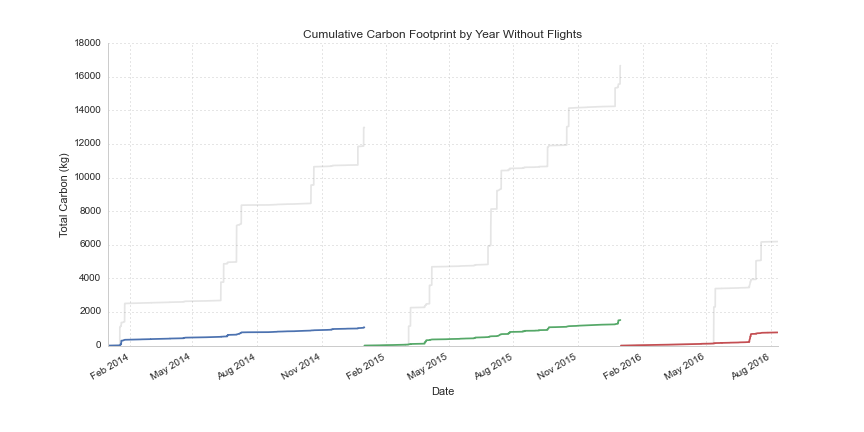 Cumulative Carbon Footprint by Year Without Flights
18000
16000
14000
12000
10000
8000
6000
4000
2000
0
Total Carbon (kg)
Feb 2014
May 2014
Aug 2014
Nov 2014
Feb 2015
May 2015
Aug 2015
Nov 2015
Feb 2016
May 2016
Aug 2016
Date